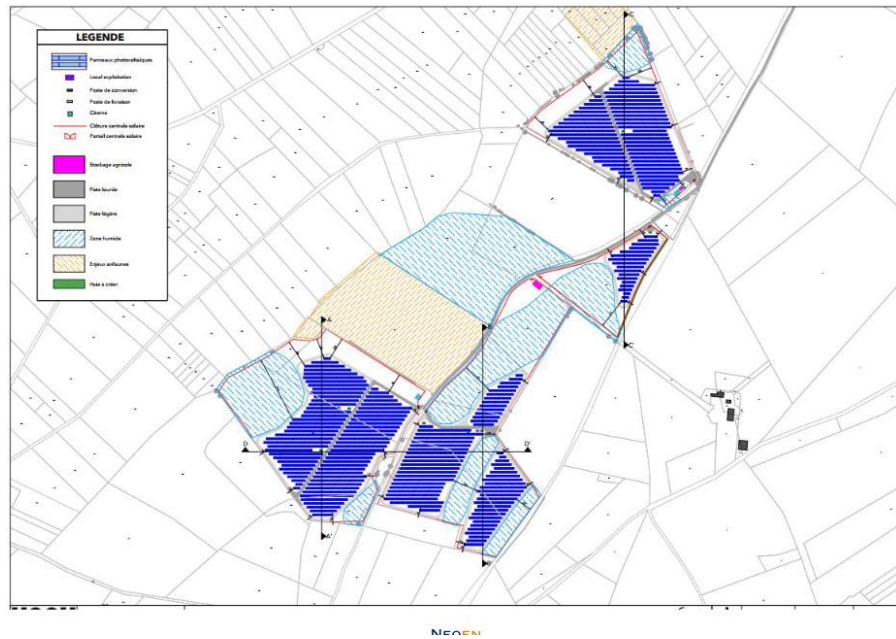 LEGENDE
Panneaux photovoltaïques
Local exploitation
Poste de conversion
Poste de livraison
Citerne
Clôture centrale solaire
Portail centrale solaire
Stockage agricole
Piste lourde
Piste légère
Zone humide
Enjeux avifaunes
Haie à créer
C
A
B
C'
D
D'
A'
B'
NEOEN